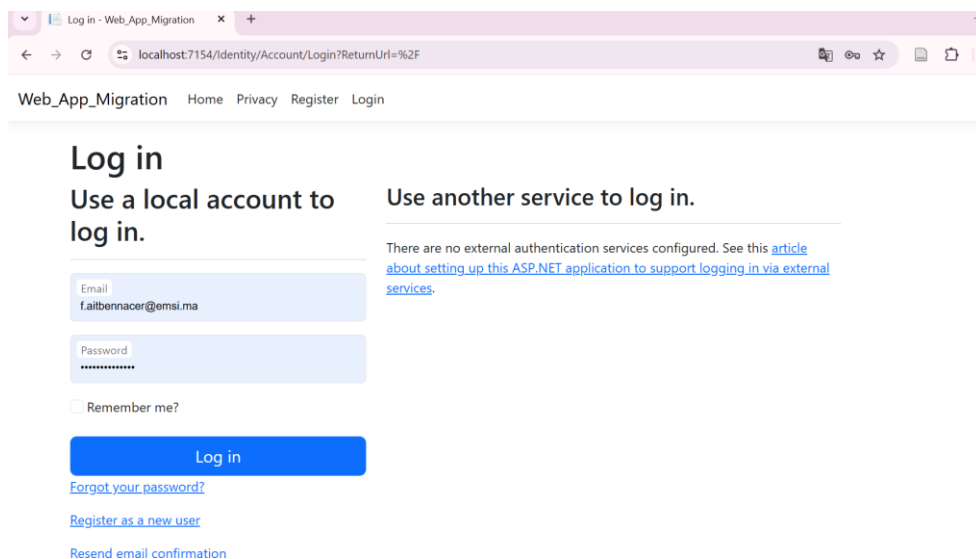 Log in - Web_App_Migration
localhost:7154/Identity/Account/Login?ReturnUrl=%2F
Web_App_Migration Home Privacy Register Login
Log in
Use a local account to
log in.
Email
f.aitbennacer@emsi.ma
Password
••••••••••••••
Remember me?
Log in
Forgot your password?
Register as a new user
Resend email confirmation
Use another service to log in.
There are no external authentication services configured. See this article
about setting up this ASP.NET application to support logging in via external
services.